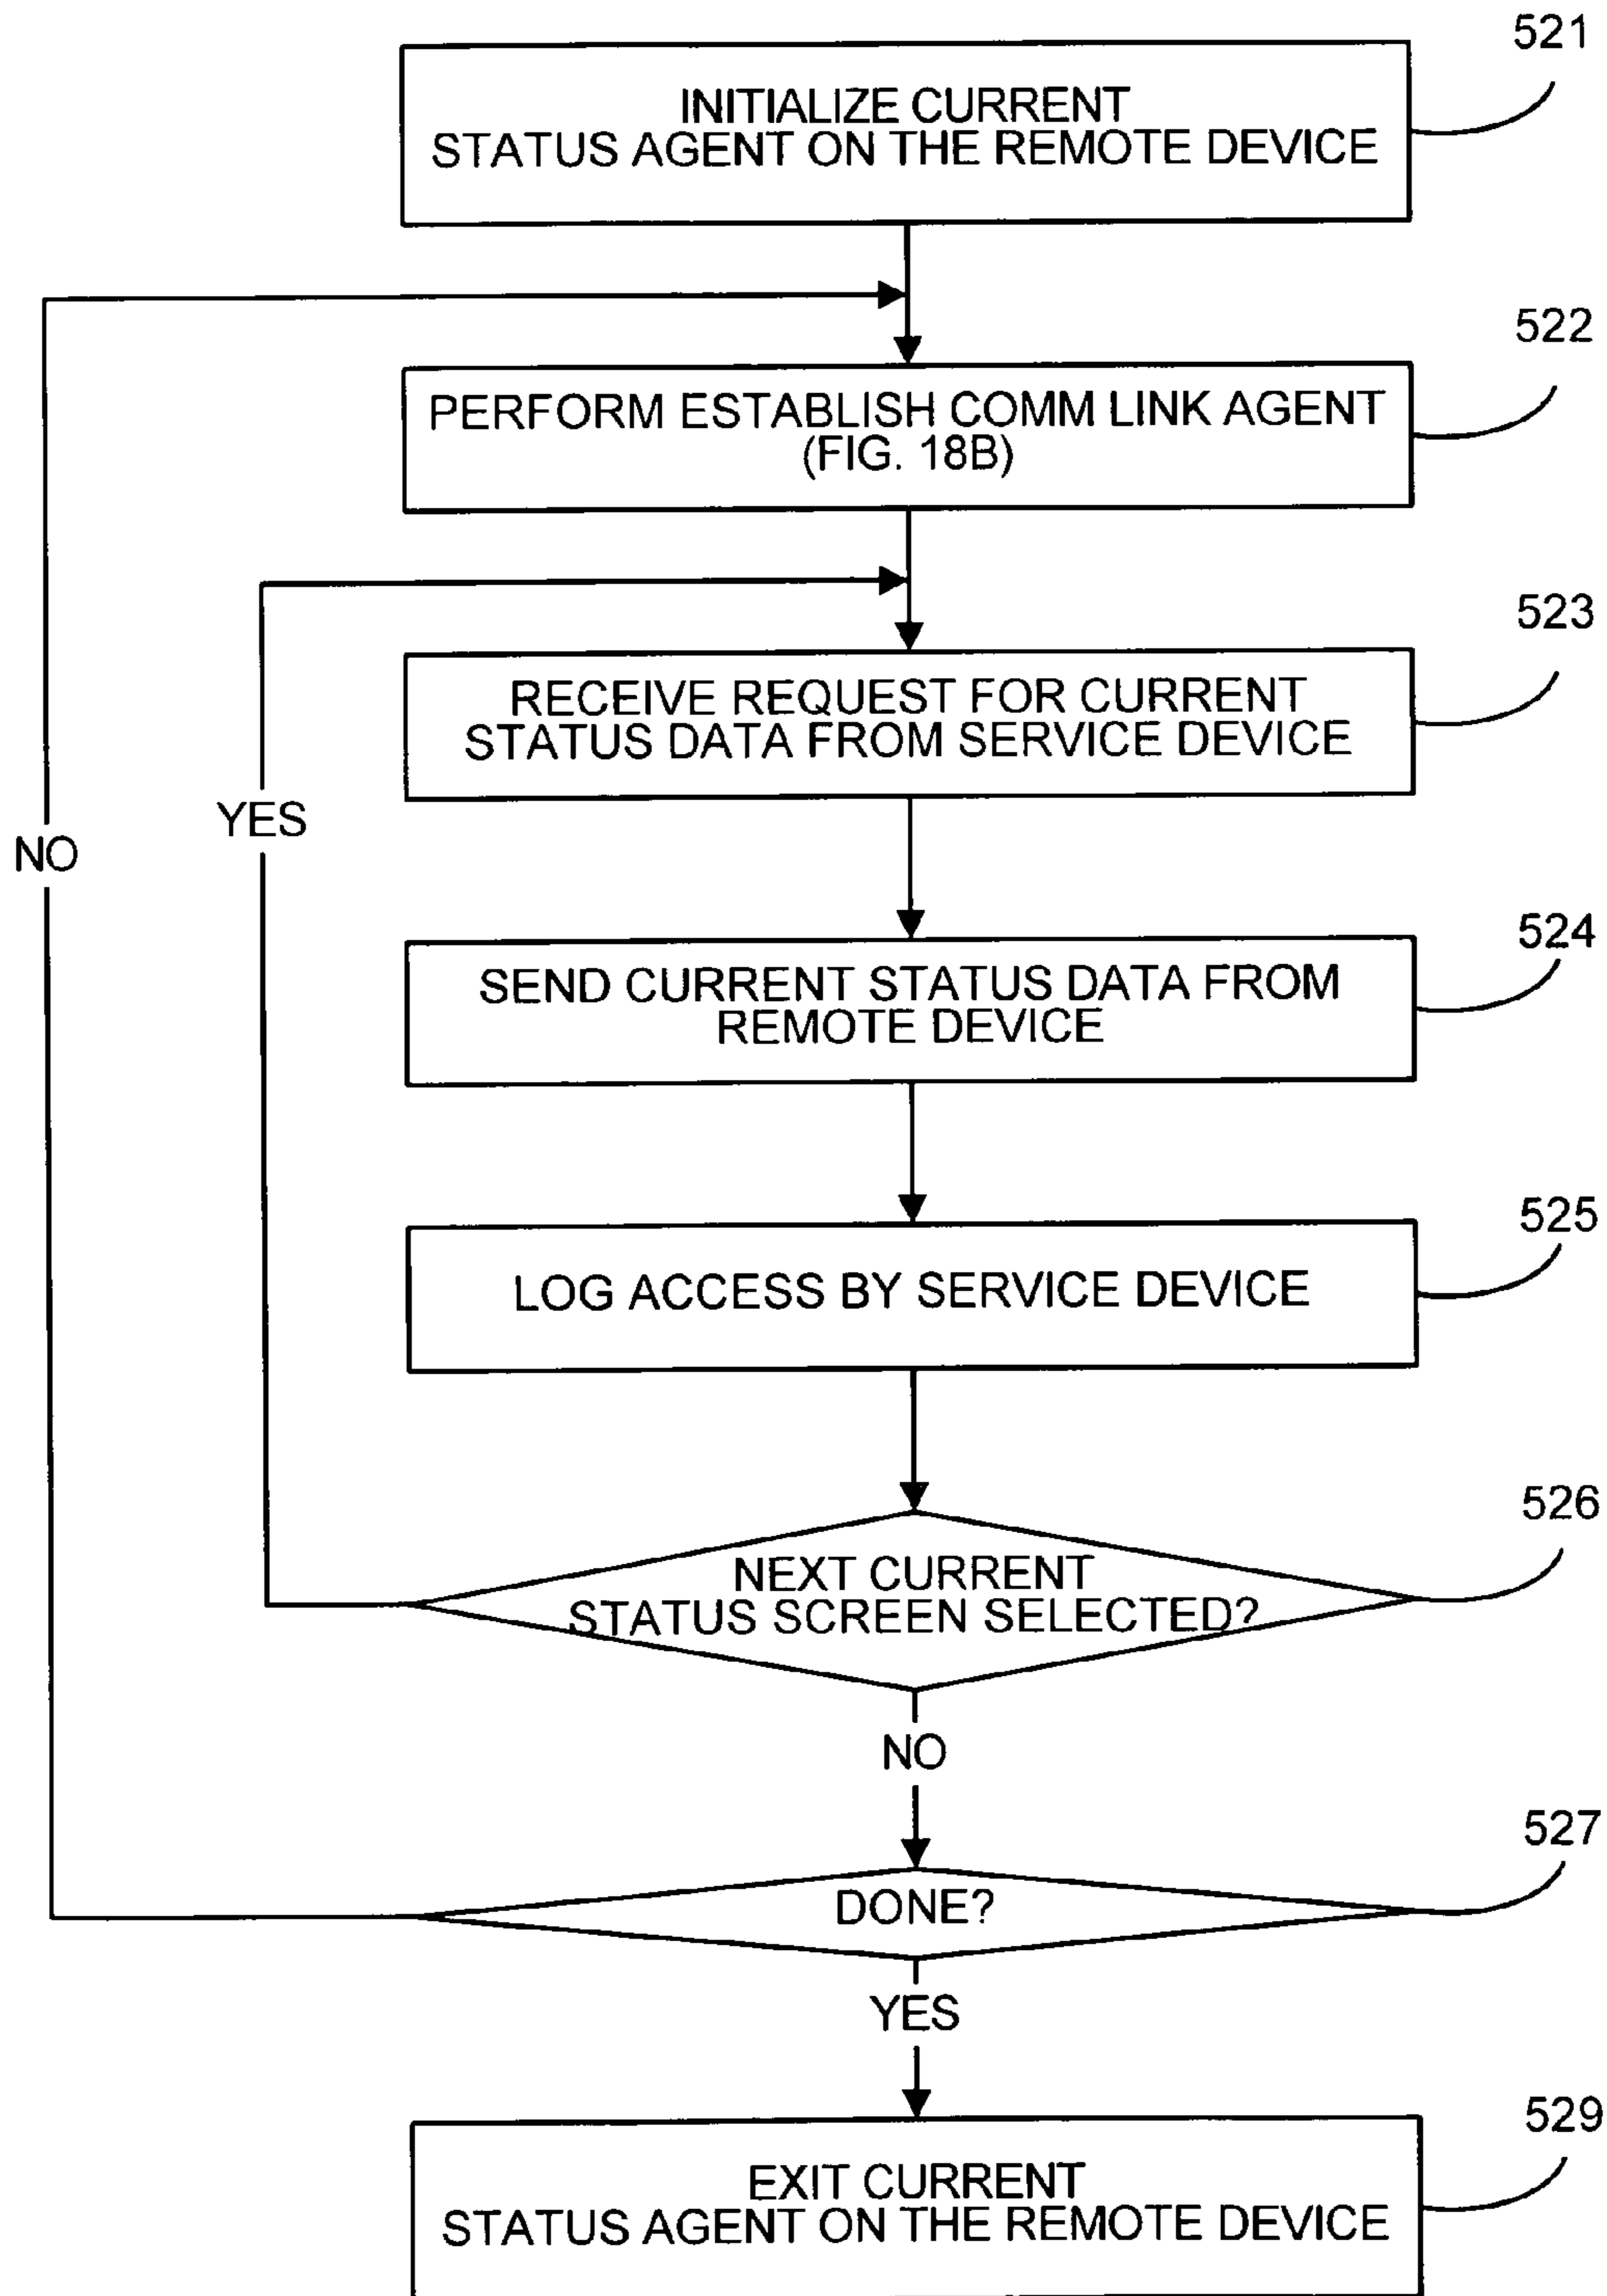 521
INITIALIZE CURRENT
STATUS AGENT ON THE REMOTE DEVICE
522
PERFORM ESTABLISH COMM LINK AGENT
(FIG. 18B)
523
RECEIVE REQUEST FOR CURRENT
STATUS DATA FROM SERVICE DEVICE
YES
NO
524
SEND CURRENT STATUS DATA FROM
REMOTE DEVICE
525
LOG ACCESS BY SERVICE DEVICE
526
NEXT CURRENT
STATUS SCREEN SELECTED?
NO
527
DONE?
YES
529
EXIT CURRENT
STATUS AGENT ON THE REMOTE DEVICE